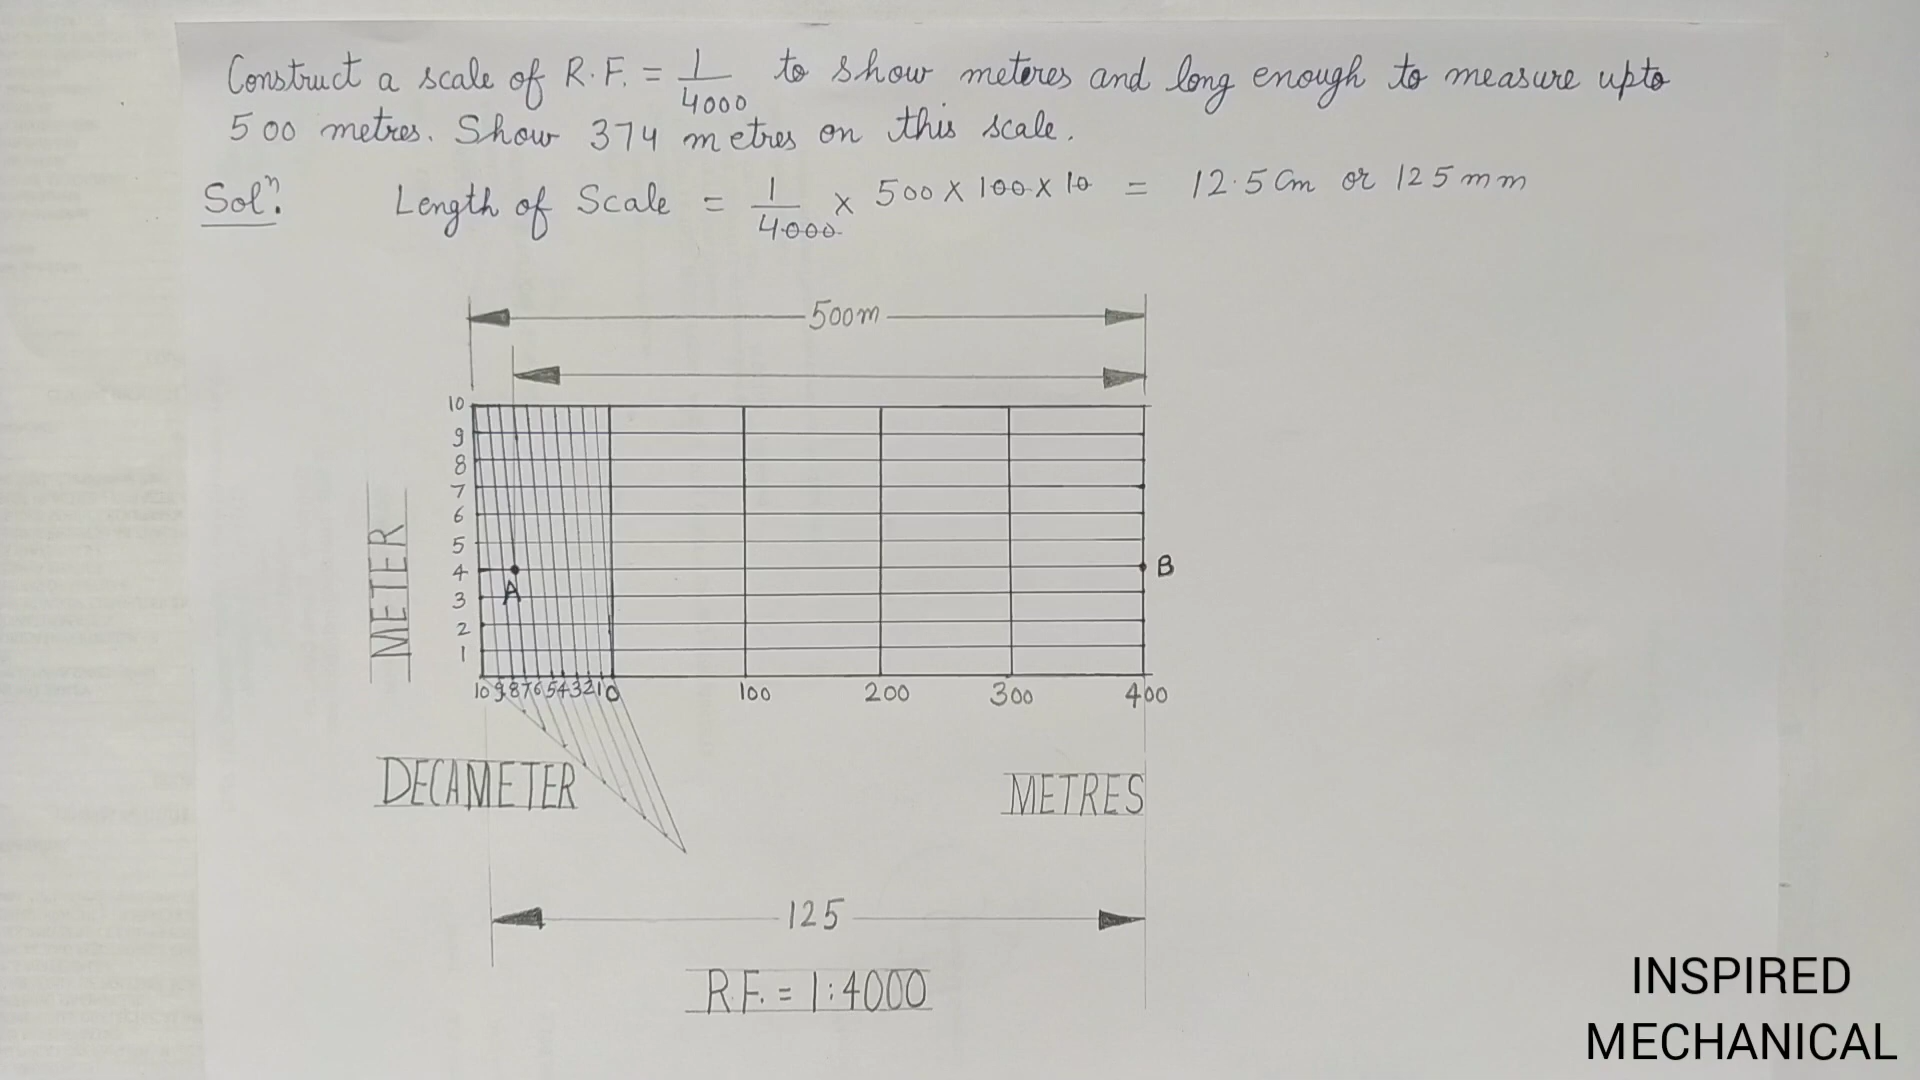 Construct a scale of R.F. = 1/4000 to show meteres and long enough to measure upto
500 metres. Show 374 metres on this scale.
Solⁿ. Length of Scale = 1/4000 × 500 × 100 × 10 = 12.5 Cm or 125 mm
500m
10
9
8
7
6
5
4
3
2
1
METER
A
B
10 9 8 7 6 5 4 3 2 1 0 100 200 300 400
DECAMETER METRES
125
R.F. = 1:4000
INSPIRED
MECHANICAL